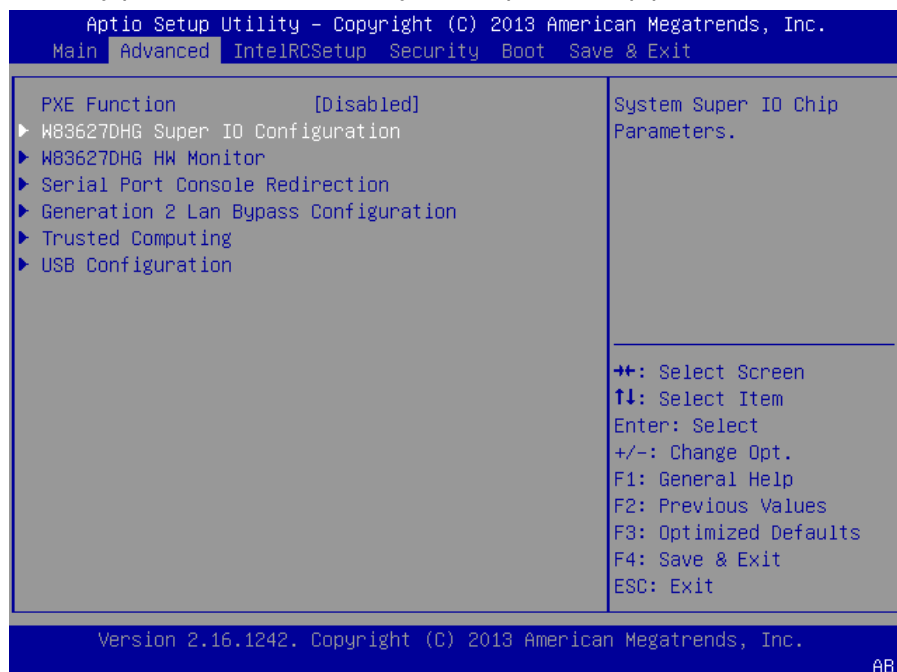 Aptio Setup Utility – Copyright (C) 2013 American Megatrends, Inc.
Main Advanced IntelRCSetup Security Boot Save & Exit
PXE Function [Disabled]
W83627DHG Super IO Configuration
W83627DHG HW Monitor
Serial Port Console Redirection
Generation 2 Lan Bypass Configuration
Trusted Computing
USB Configuration
System Super IO Chip
Parameters.
→←: Select Screen
↑↓: Select Item
Enter: Select
+/-: Change Opt.
F1: General Help
F2: Previous Values
F3: Optimized Defaults
F4: Save & Exit
ESC: Exit
Version 2.16.1242. Copyright (C) 2013 American Megatrends, Inc.
AB